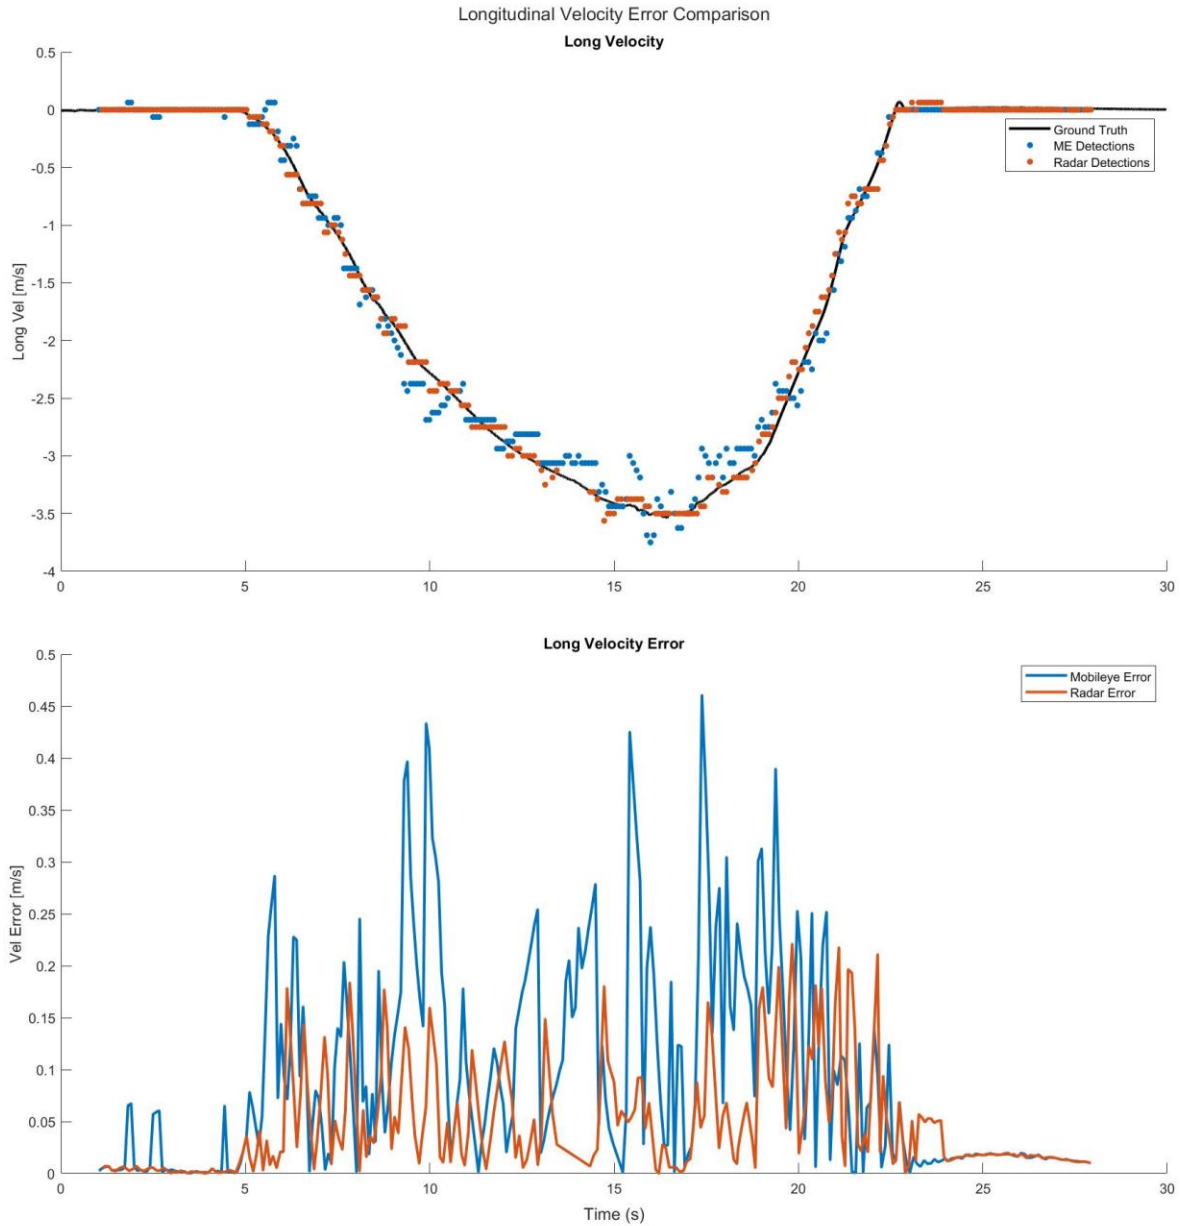 Longitudinal Velocity Error Comparison
Long Velocity
0.5
0
-0.5
-1
-1.5
-2
-2.5
-3
-3.5
-4
Long Vel [m/s]
Ground Truth
ME Detections
Radar Detections
0 5 10 15 20 25 30
Long Velocity Error
0.5
0.45
0.4
0.35
0.3
0.25
0.2
0.15
0.1
0.05
0
Vel Error [m/s]
Mobileye Error
Radar Error
0 5 10 15 20 25 30
Time (s)